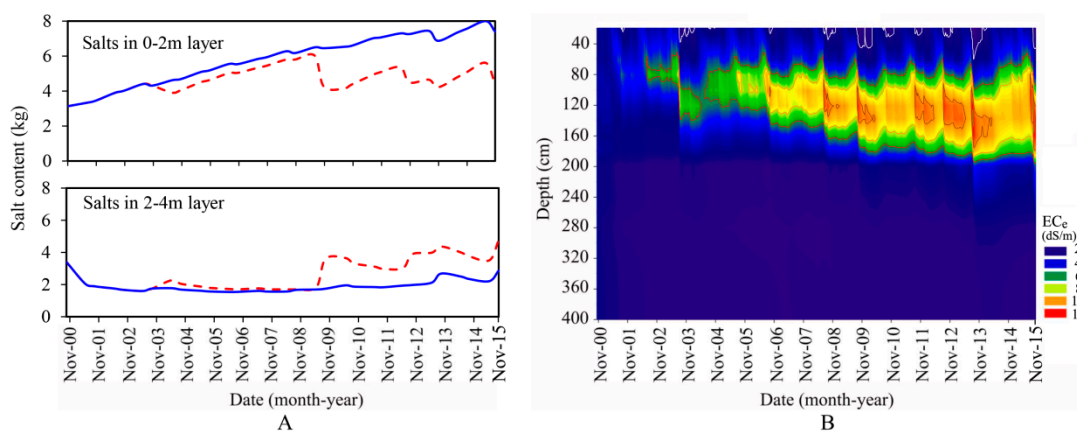 Salts in 0-2m layer
8
6
4
2
0
Salts in 2-4m layer
8
6
4
2
0
Salt content (kg)
Nov-00
Nov-01
Nov-02
Nov-03
Nov-04
Nov-05
Nov-06
Nov-07
Nov-08
Nov-09
Nov-10
Nov-11
Nov-12
Nov-13
Nov-14
Nov-15
Date (month-year)
A
B
40
80
120
160
200
240
280
320
360
400
Depth (cm)
Nov-00
Nov-01
Nov-02
Nov-03
Nov-04
Nov-05
Nov-06
Nov-07
Nov-08
Nov-09
Nov-10
Nov-11
Nov-12
Nov-13
Nov-14
Nov-15
Date (month-year)
ECe
(dS/m)